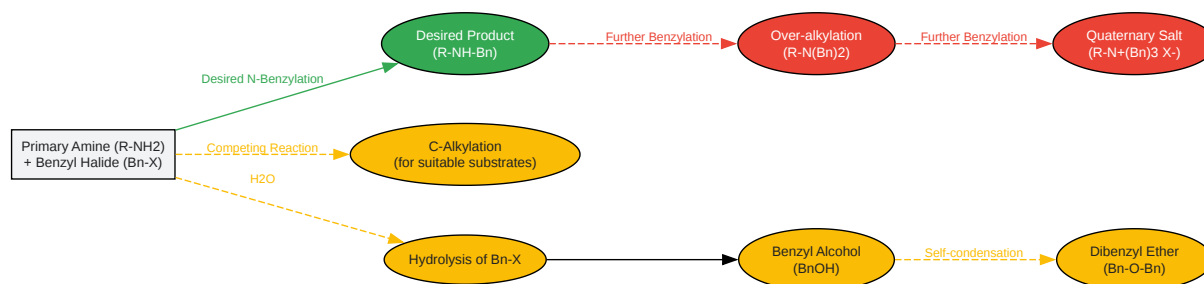 Desired Product
(R-NH-Bn)
Further Benzylation
Over-alkylation
(R-N(Bn)2)
Further Benzylation
Quaternary Salt
(R-N+(Bn)3 X-)
Desired N-Benzylation
Primary Amine (R-NH2)
+ Benzyl Halide (Bn-X)
Competing Reaction
C-Alkylation
(for suitable substrates)
H2O
Hydrolysis of Bn-X
Benzyl Alcohol
(BnOH)
Self-condensation
Dibenzyl Ether
(Bn-O-Bn)